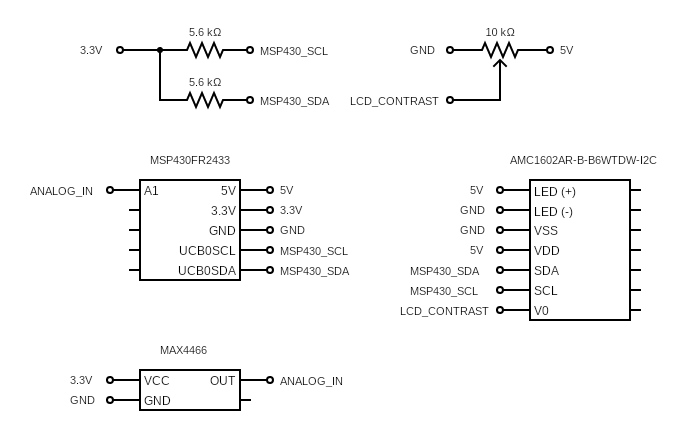 5.6 kΩ
3.3V
MSP430_SCL
5.6 kΩ
MSP430_SDA
10 kΩ
GND
5V
LCD_CONTRAST
MSP430FR2433
ANALOG_IN
A1
5V
5V
3.3V
3.3V
GND
GND
UCB0SCL
MSP430_SCL
UCB0SDA
MSP430_SDA
AMC1602AR-B-B6WTDW-I2C
5V
LED (+)
GND
LED (-)
GND
VSS
5V
VDD
MSP430_SDA
SDA
MSP430_SCL
SCL
LCD_CONTRAST
V0
MAX4466
3.3V
VCC
OUT
ANALOG_IN
GND
GND